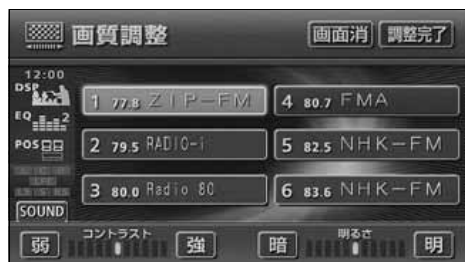 画質調整
画面消 調整完了
12:00
DSP
EQ 2
POS
SOUND
1 77.8 ZIP-FM
2 79.5 RADIO-i
3 80.0 Radio 80
4 80.7 FMA
5 82.5 NHK-FM
6 83.6 NHK-FM
弱 コントラスト 強
暗 明るさ 明